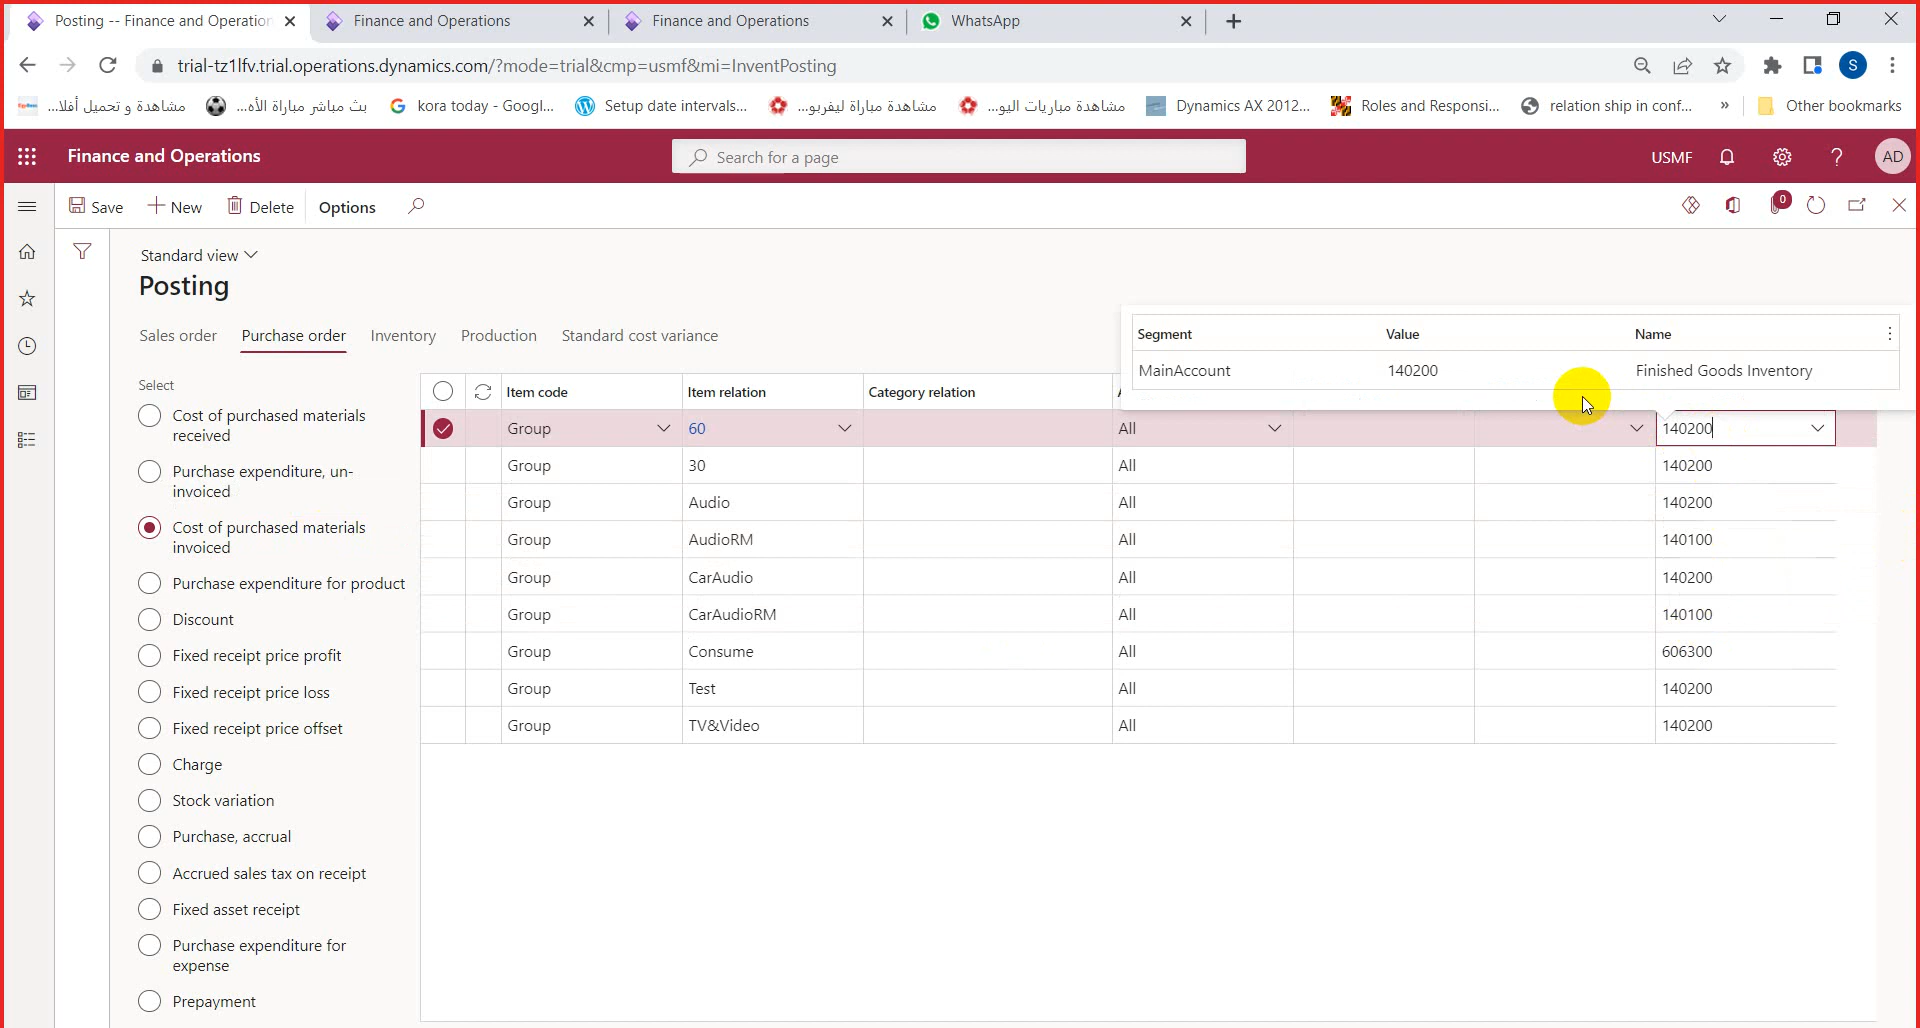 Posting -- Finance and Operation
Finance and Operations
Finance and Operations
WhatsApp
trial-tz1lfv.trial.operations.dynamics.com/?mode=trial&cmp=usmf&mi=InventPosting
S
مشاهدة و تحميل أفلا...
بث مباشر مباراة الأه...
kora today - Googl...
Setup date intervals...
مشاهدة مباراة ليفربو...
مشاهدة مباريات اليو...
Dynamics AX 2012...
Roles and Responsi...
relation ship in conf...
»
Other bookmarks
Finance and Operations
Search for a page
USMF
?
AD
Save
New
Delete
Options
0
Standard view
Posting
Sales order
Purchase order
Inventory
Production
Standard cost variance
Segment Value Name
MainAccount 140200 Finished Goods Inventory
Select
Cost of purchased materials
received
Purchase expenditure, un-
invoiced
Cost of purchased materials
invoiced
Purchase expenditure for product
Discount
Fixed receipt price profit
Fixed receipt price loss
Fixed receipt price offset
Charge
Stock variation
Purchase, accrual
Accrued sales tax on receipt
Fixed asset receipt
Purchase expenditure for
expense
Prepayment
Item code Item relation Category relation
Group 60 All 140200
Group 30 All 140200
Group Audio All 140200
Group AudioRM All 140100
Group CarAudio All 140200
Group CarAudioRM All 140100
Group Consume All 606300
Group Test All 140200
Group TV&Video All 140200